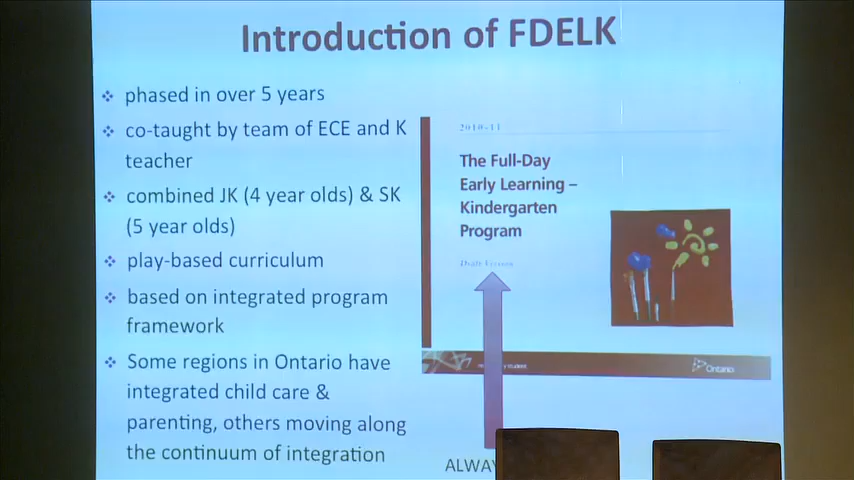 Introduction of FDELK
❖ phased in over 5 years
❖ co-taught by team of ECE and K
teacher
❖ combined JK (4 year olds) & SK
(5 year olds)
❖ play-based curriculum
❖ based on integrated program
framework
❖ Some regions in Ontario have
integrated child care &
parenting, others moving along
the continuum of integration
2010-11
The Full-Day
Early Learning –
Kindergarten
Program
Draft Version
student
Ontario